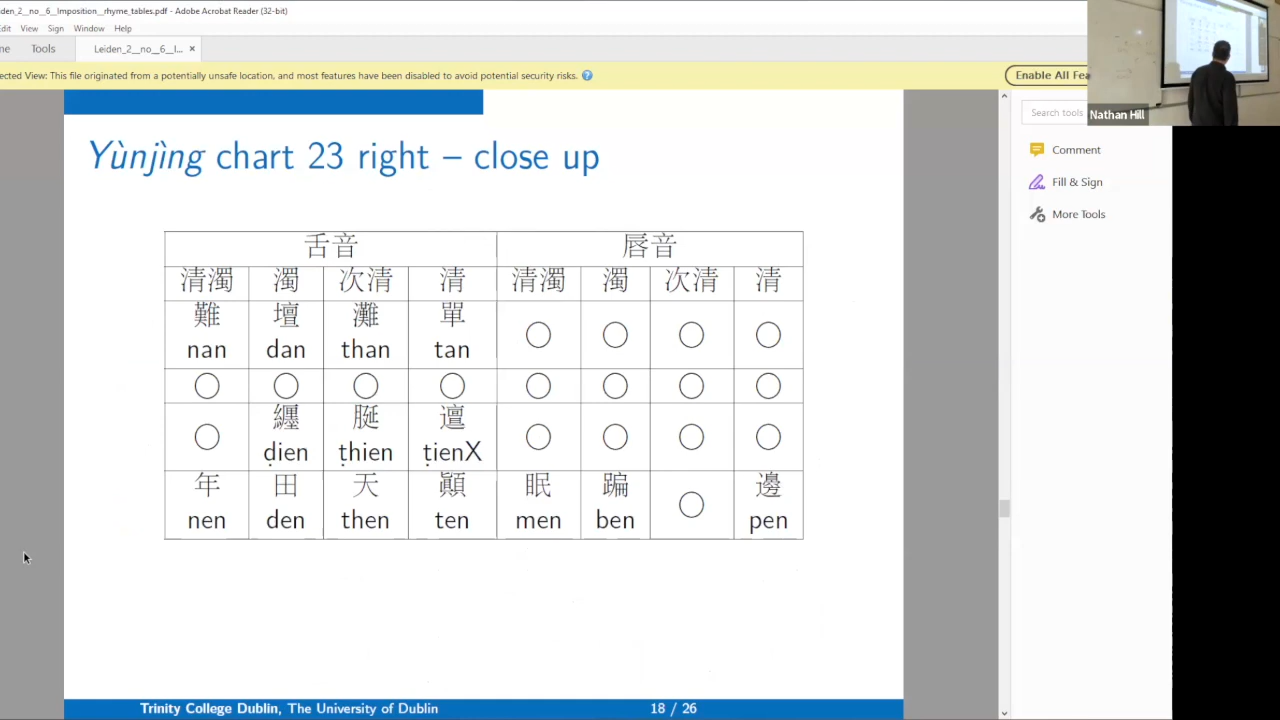 iden_2__no__6__Imposition__rhyme_tables.pdf - Adobe Acrobat Reader (32-bit)
Edit View Sign Window Help
me Tools Leiden_2__no__6__I... ×
ected View: This file originated from a potentially unsafe location, and most features have been disabled to avoid potential security risks. ? Enable All Fea
Search tools
Nathan Hill
Comment
Fill & Sign
More Tools
Yùnjìng chart 23 right – close up
舌音 唇音
清濁 濁 次清 清 清濁 濁 次清 清
難 壇 灘 單 ○ ○ ○ ○
nan dan than tan
○ ○ ○ ○ ○ ○ ○ ○
○ 纏 脠 邅 ○ ○ ○ ○
ḍien ṭhien ṭienX
年 田 天 顚 眠 蹁 ○ 邊
nen den then ten men ben pen
Trinity College Dublin, The University of Dublin 18 / 26